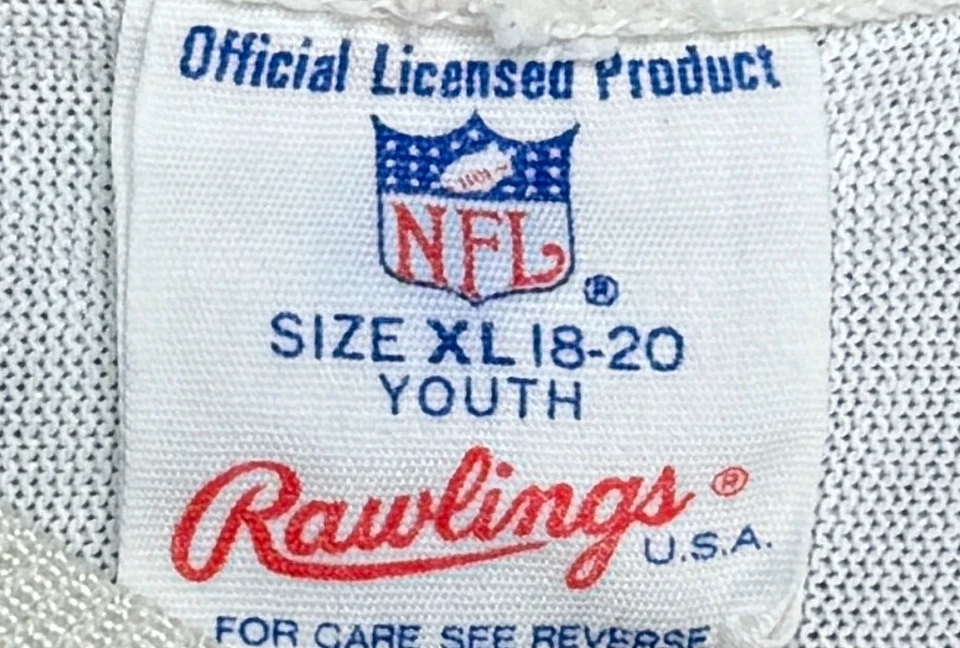 Official Licensed Product
NFL ®
SIZE XL 18-20
YOUTH
Rawlings ®
U.S.A.
FOR CARE SEE REVERSE